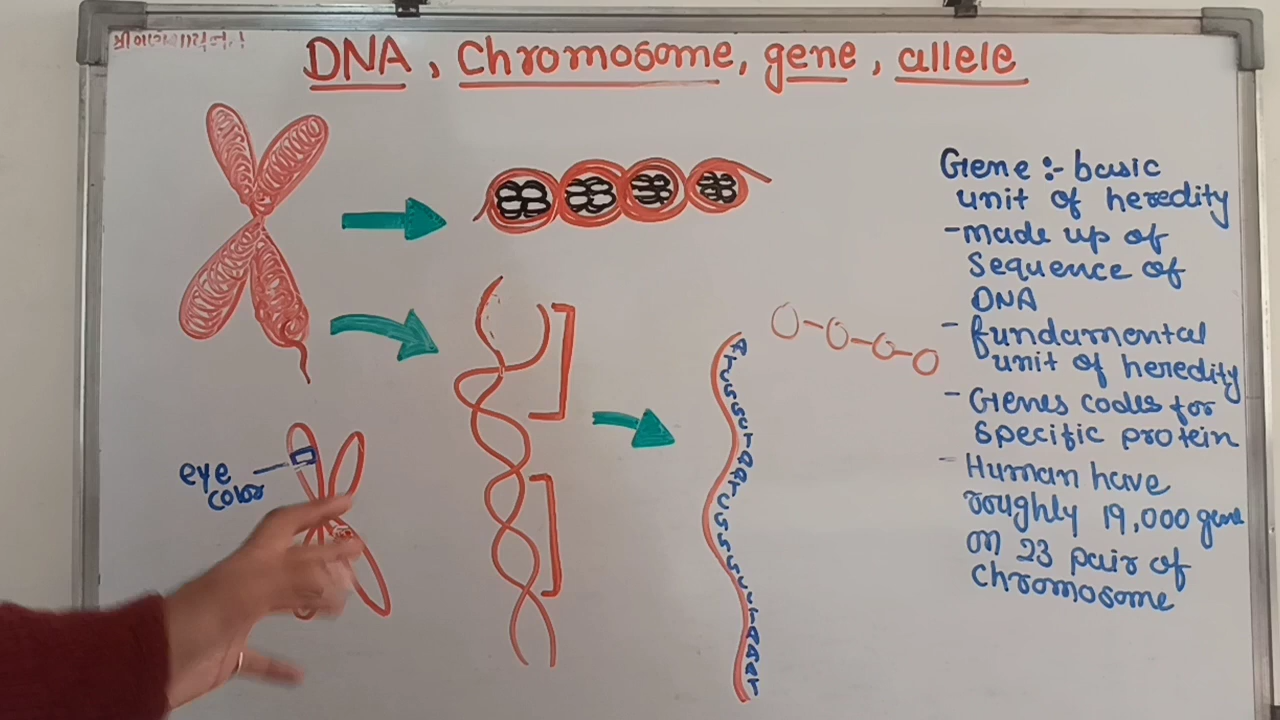 DNA, Chromosome, gene, allele
Gene :- basic
unit of heredity
- made up of
sequence of
DNA
- fundamental
unit of heredity
- Genes codes for
specific protein
- Human have
roughly 19,000 gene
on 23 pair of
chromosome
eye
color